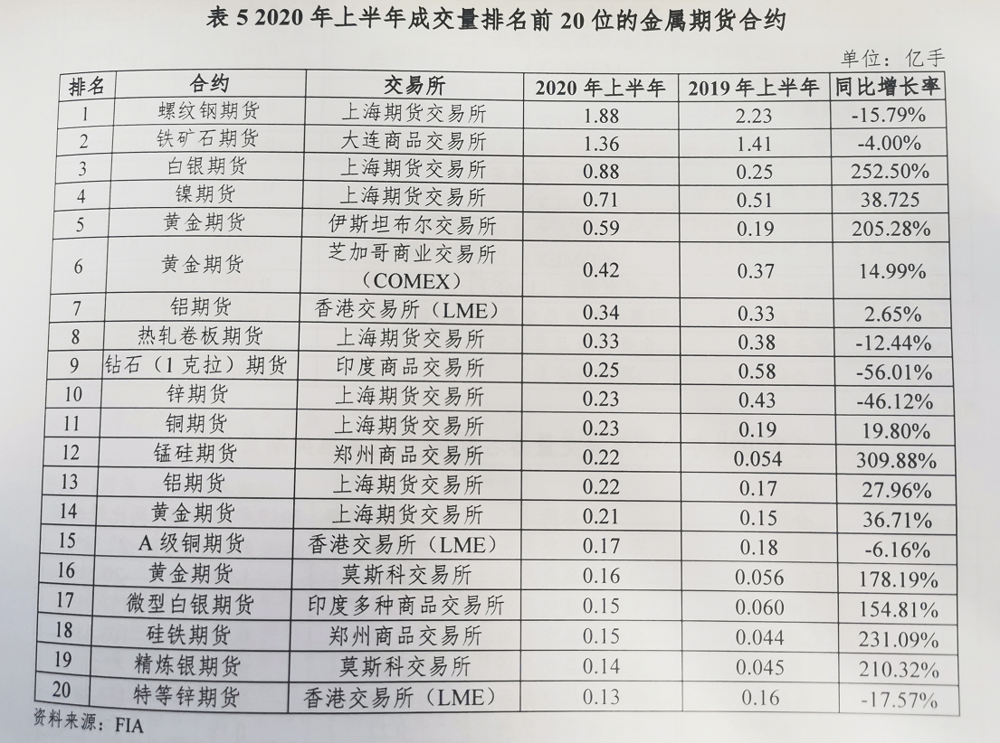 表 5 2020 年上半年成交量排名前 20 位的金属期货合约
单位：亿手
排名 合约 交易所 2020 年上半年 2019 年上半年 同比增长率
1 螺纹钢期货 上海期货交易所 1.88 2.23 -15.79%
2 铁矿石期货 大连商品交易所 1.36 1.41 -4.00%
3 白银期货 上海期货交易所 0.88 0.25 252.50%
4 镍期货 上海期货交易所 0.71 0.51 38.725
5 黄金期货 伊斯坦布尔交易所 0.59 0.19 205.28%
6 黄金期货 芝加哥商业交易所（COMEX） 0.42 0.37 14.99%
7 铝期货 香港交易所（LME） 0.34 0.33 2.65%
8 热轧卷板期货 上海期货交易所 0.33 0.38 -12.44%
9 钻石（1 克拉）期货 印度商品交易所 0.25 0.58 -56.01%
10 锌期货 上海期货交易所 0.23 0.43 -46.12%
11 铜期货 上海期货交易所 0.23 0.19 19.80%
12 锰硅期货 郑州商品交易所 0.22 0.054 309.88%
13 铝期货 上海期货交易所 0.22 0.17 27.96%
14 黄金期货 上海期货交易所 0.21 0.15 36.71%
15 A 级铜期货 香港交易所（LME） 0.17 0.18 -6.16%
16 黄金期货 莫斯科交易所 0.16 0.056 178.19%
17 微型白银期货 印度多种商品交易所 0.15 0.060 154.81%
18 硅铁期货 郑州商品交易所 0.15 0.044 231.09%
19 精炼银期货 莫斯科交易所 0.14 0.045 210.32%
20 特等锌期货 香港交易所（LME） 0.13 0.16 -17.57%
资料来源：FIA